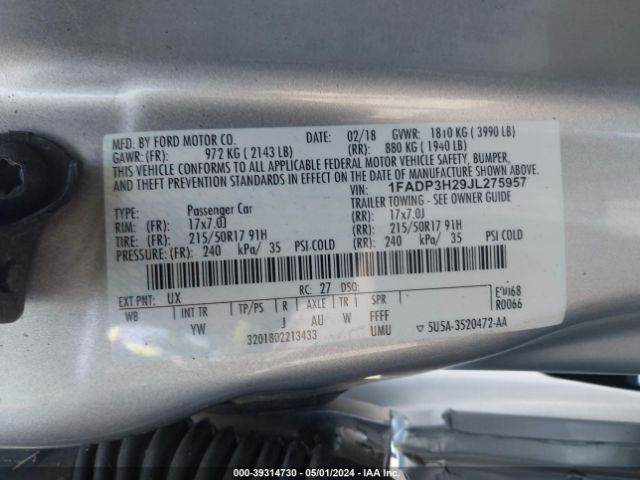 MFD. BY FORD MOTOR CO. DATE: 02/18 GVWR: 1810 KG ( 3990 LB)
GAWR: (FR): 972 KG ( 2143 LB) (RR): 880 KG ( 1940 LB)
THIS VEHICLE CONFORMS TO ALL APPLICABLE FEDERAL MOTOR VEHICLE SAFETY, BUMPER,
AND THEFT PREVENTION STANDARDS IN EFFECT ON THE DATE OF MANUFACTURE SHOWN ABOVE.
VIN: 1FADP3H29JL275957
TYPE: Passenger Car TRAILER TOWING - SEE OWNER GUIDE
RIM: (FR): 17x7.0J (RR): 17x7.0J
TIRE: (FR): 215/50R17 91H (RR): 215/50R17 91H
PRESSURE: (FR): 240 kPa/ 35 PSI COLD (RR): 240 kPa/ 35 PSI COLD
EXT PNT: UX RC: 27 DSO:
WB INT TR TP/PS R AXLE TR SPR
YW J AU W FFFF
3201802213433 UMU
R0066
5U5A-3520472-AA
000-39314730 - 05/01/2024 - IAA Inc.